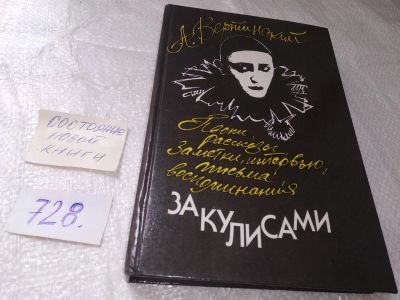 А. Вертинский
Песни,
рассказы,
заметки, интервью,
письма
воспоминания
ЗА КУЛИСАМИ
СОСТОЯНИЕ
НОВОЙ
КНИГИ
728.